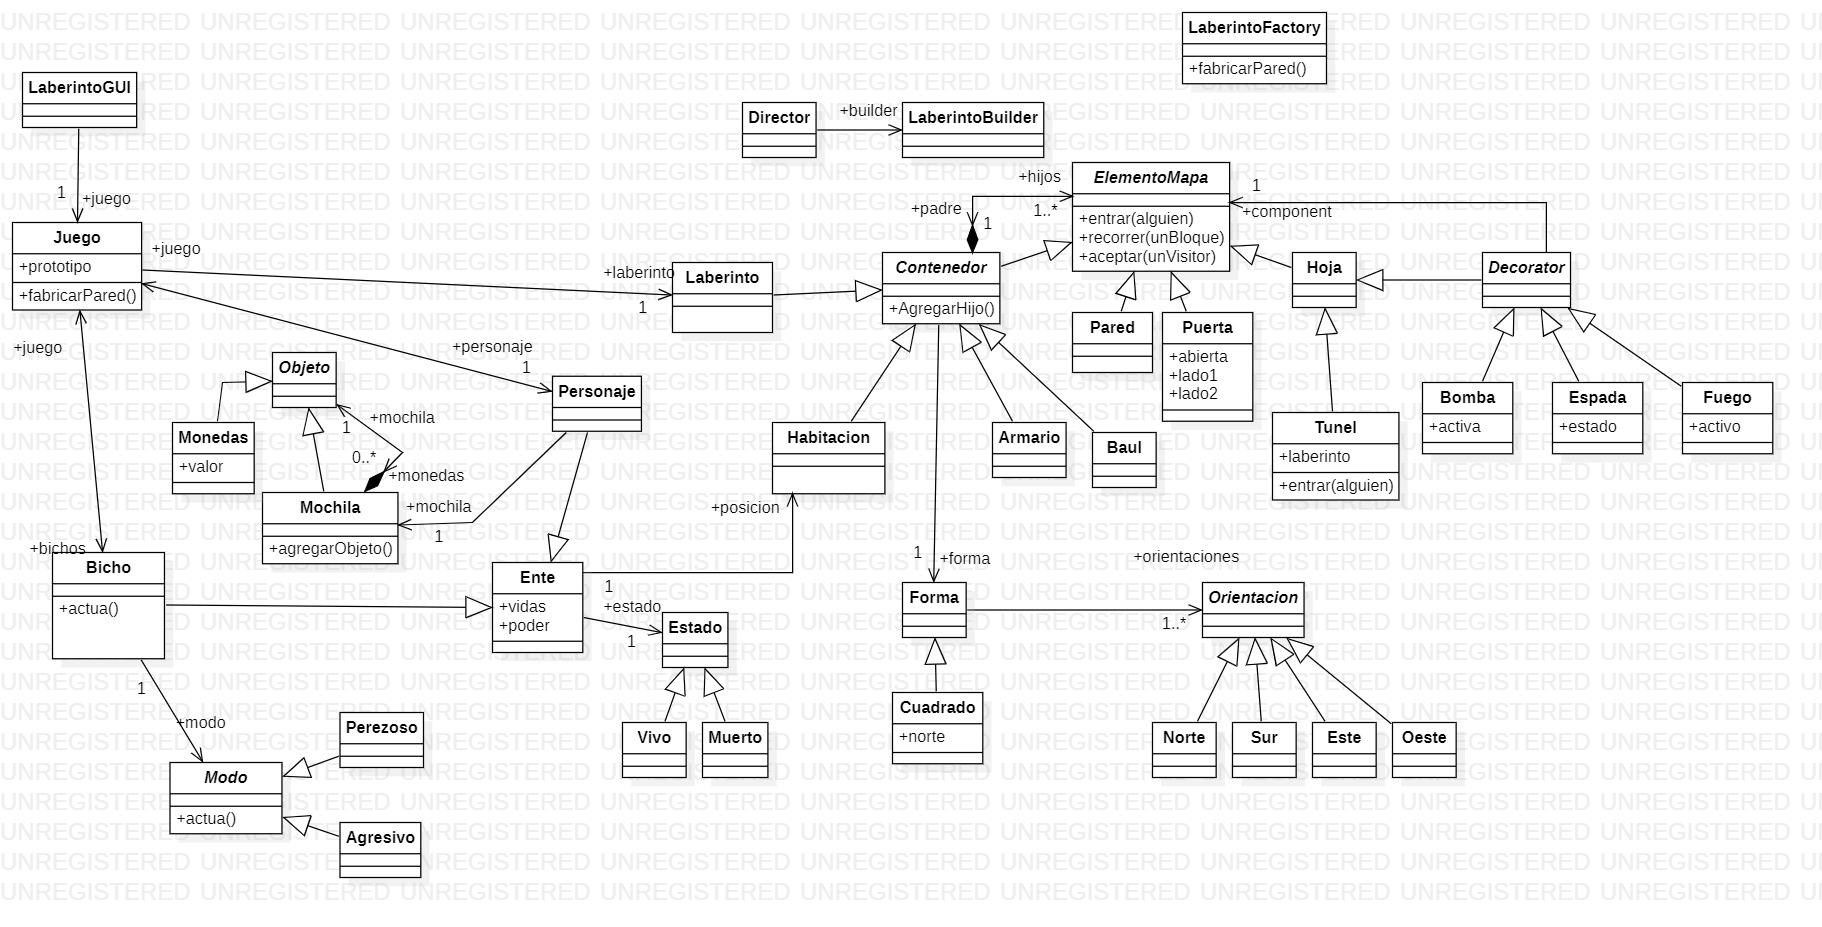 LaberintoFactory
+fabricarPared()
LaberintoGUI
1
+juego
Director
+builder
LaberintoBuilder
ElementoMapa
+entrar(alguien)
+recorrer(unBloque)
+aceptar(unVisitor)
+hijos
1..*
+padre
1
1
+component
Juego
+prototipo
+fabricarPared()
+juego
+laberinto
1
Laberinto
Contenedor
+AgregarHijo()
Hoja
Decorator
Pared
Puerta
+abierta
+lado1
+lado2
+juego
+personaje
1
Objeto
Personaje
+mochila
1
0..*
+monedas
Monedas
+valor
Mochila
+agregarObjeto()
+mochila
1
Habitacion
Armario
Baul
Tunel
+laberinto
+entrar(alguien)
Bomba
+activa
Espada
+estado
Fuego
+activo
+posicion
1
+bichos
Bicho
+actua()
Ente
+vidas
+poder
+estado
1
Estado
1
+forma
Forma
+orientaciones
1..*
Orientacion
1
+modo
Perezoso
Modo
+actua()
Agresivo
Vivo
Muerto
Cuadrado
+norte
Norte
Sur
Este
Oeste
UNREGISTERED